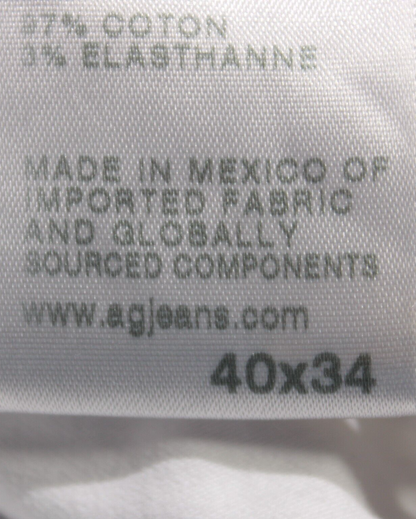 97% COTON
3% ELASTHANNE
MADE IN MEXICO OF
IMPORTED FABRIC
AND GLOBALLY
SOURCED COMPONENTS
www.agjeans.com
40x34